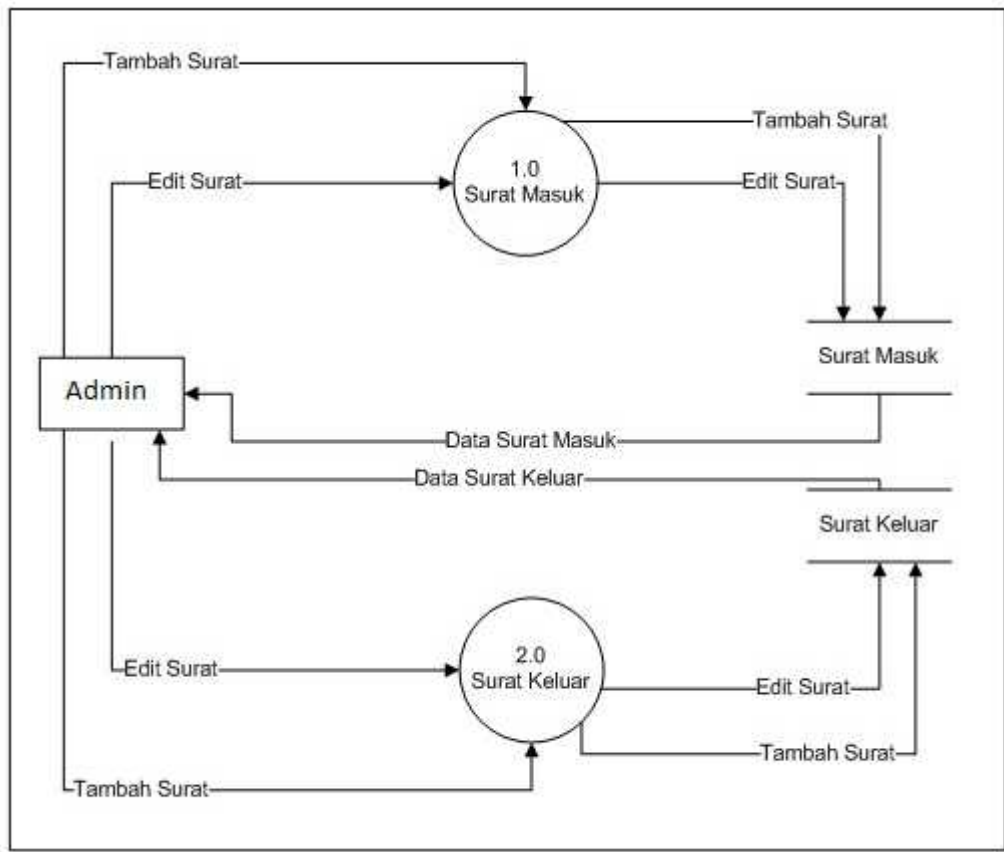 Tambah Surat
Tambah Surat
1.0
Surat Masuk
Edit Surat
Edit Surat
Surat Masuk
Admin
Data Surat Masuk
Data Surat Keluar
Surat Keluar
2.0
Surat Keluar
Edit Surat
Edit Surat
Tambah Surat
Tambah Surat